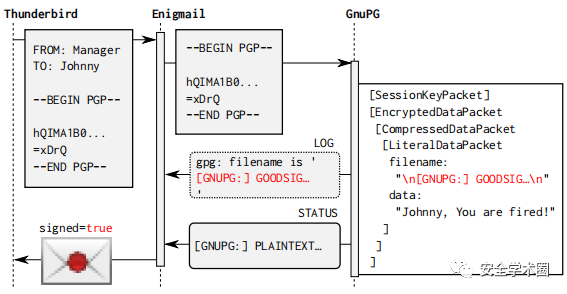 Thunderbird
Enigmail
GnuPG
FROM: Manager
TO: Johnny
--BEGIN PGP--
hQIMA1B0...
=xDrQ
--END PGP--
--BEGIN PGP--
hQIMA1B0...
=xDrQ
--END PGP--
[SessionKeyPacket]
[EncryptedDataPacket
[CompressedDataPacket
[LiteralDataPacket
filename:
"\n[GNUPG:] GOODSIG…\n"
data:
"Johnny, You are fired!"
]
]
]
LOG
gpg: filename is '
[GNUPG:] GOODSIG…
'
STATUS
[GNUPG:] PLAINTEXT…
signed=true
安全学术圈